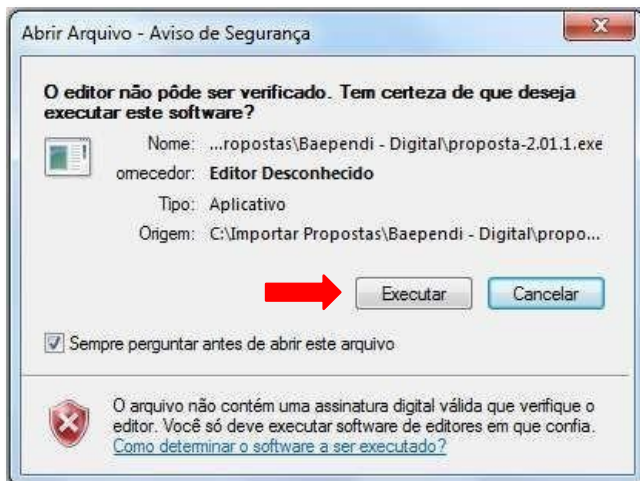 Abrir Arquivo - Aviso de Segurança
O editor não pôde ser verificado. Tem certeza de que deseja
executar este software?
Nome: ...ropostas\Baependi - Digital\proposta-2.01.1.exe
omecedor: Editor Desconhecido
Tipo: Aplicativo
Origem: C:\Importar Propostas\Baependi - Digital\propo...
Executar Cancelar
Sempre perguntar antes de abrir este arquivo
O arquivo não contém uma assinatura digital válida que verifique o
editor. Você só deve executar software de editores em que confia.
Como determinar o software a ser executado?